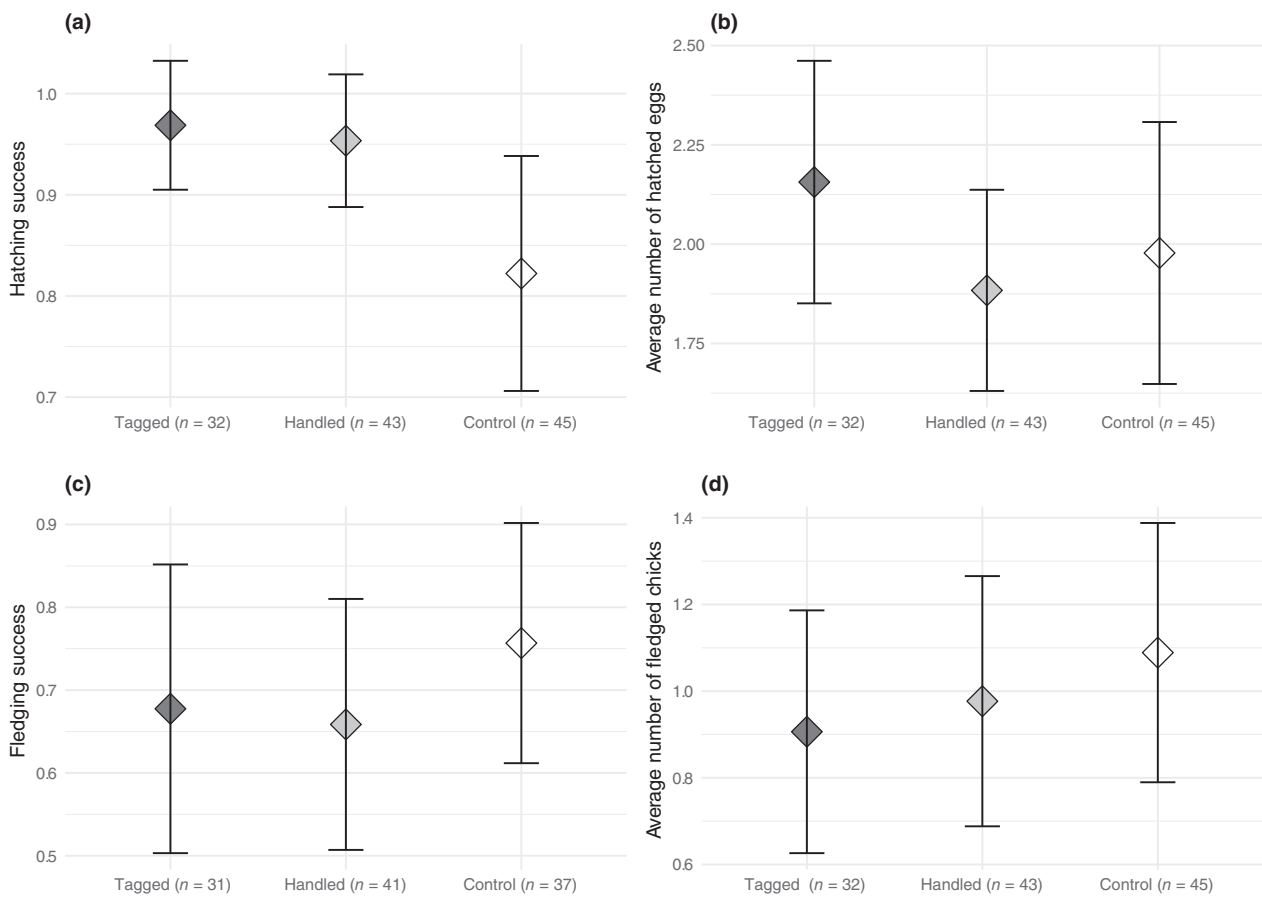 (a)
Hatching success
1.0
0.9
0.8
0.7
Tagged (n = 32) Handled (n = 43) Control (n = 45)
(b)
Average number of hatched eggs
2.50
2.25
2.00
1.75
Tagged (n = 32) Handled (n = 43) Control (n = 45)
(c)
Fledging success
0.9
0.8
0.7
0.6
0.5
Tagged (n = 31) Handled (n = 41) Control (n = 37)
(d)
Average number of fledged chicks
1.4
1.2
1.0
0.8
0.6
Tagged (n = 32) Handled (n = 43) Control (n = 45)